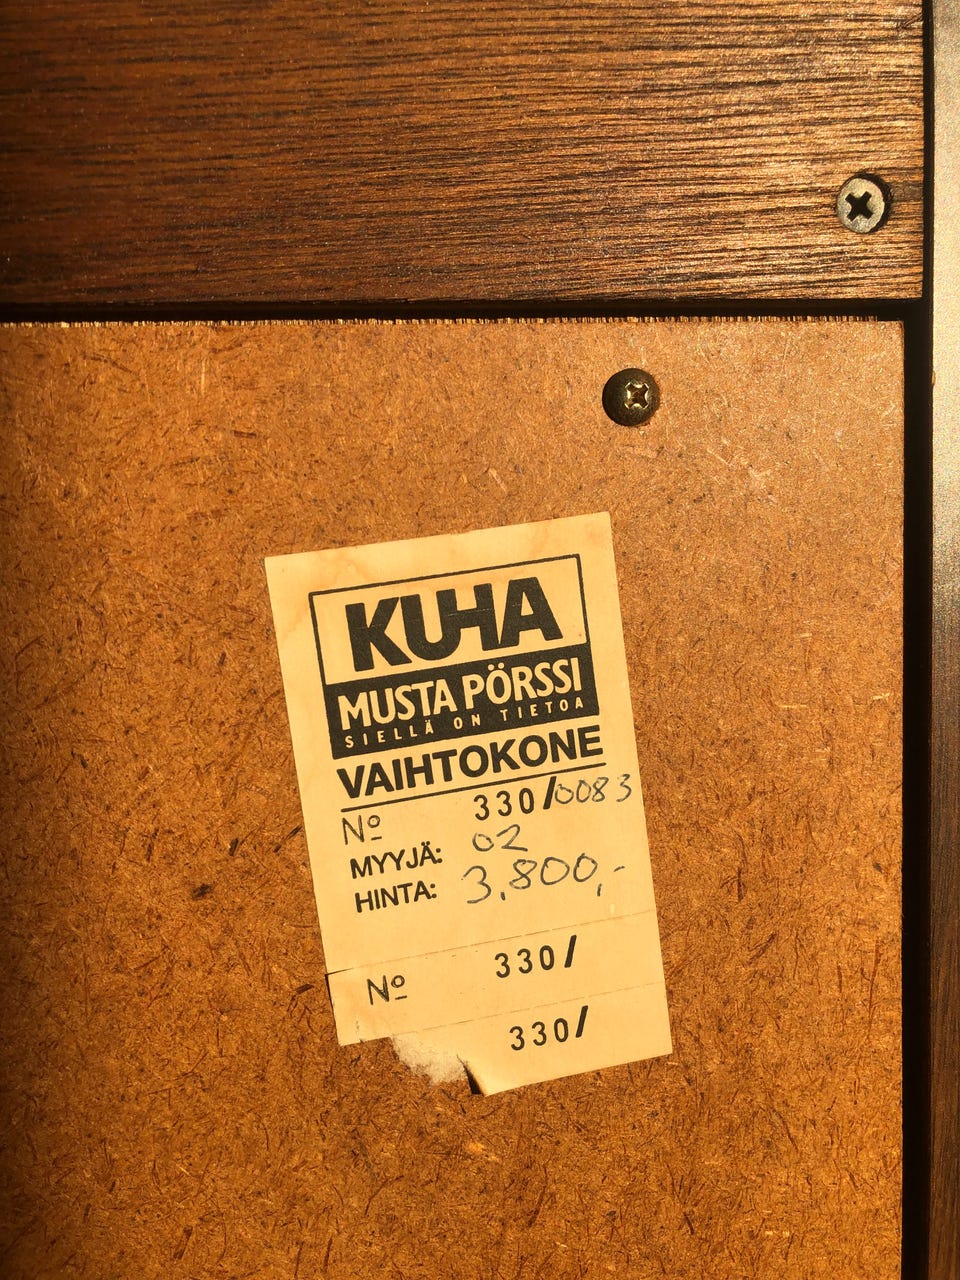 KUHA
MUSTA PÖRSSI
SIELLÄ ON TIETOA
VAIHTOKONE
Nº 330/0083
MYYJÄ: 02
HINTA: 3.800,-
Nº 330/
330/